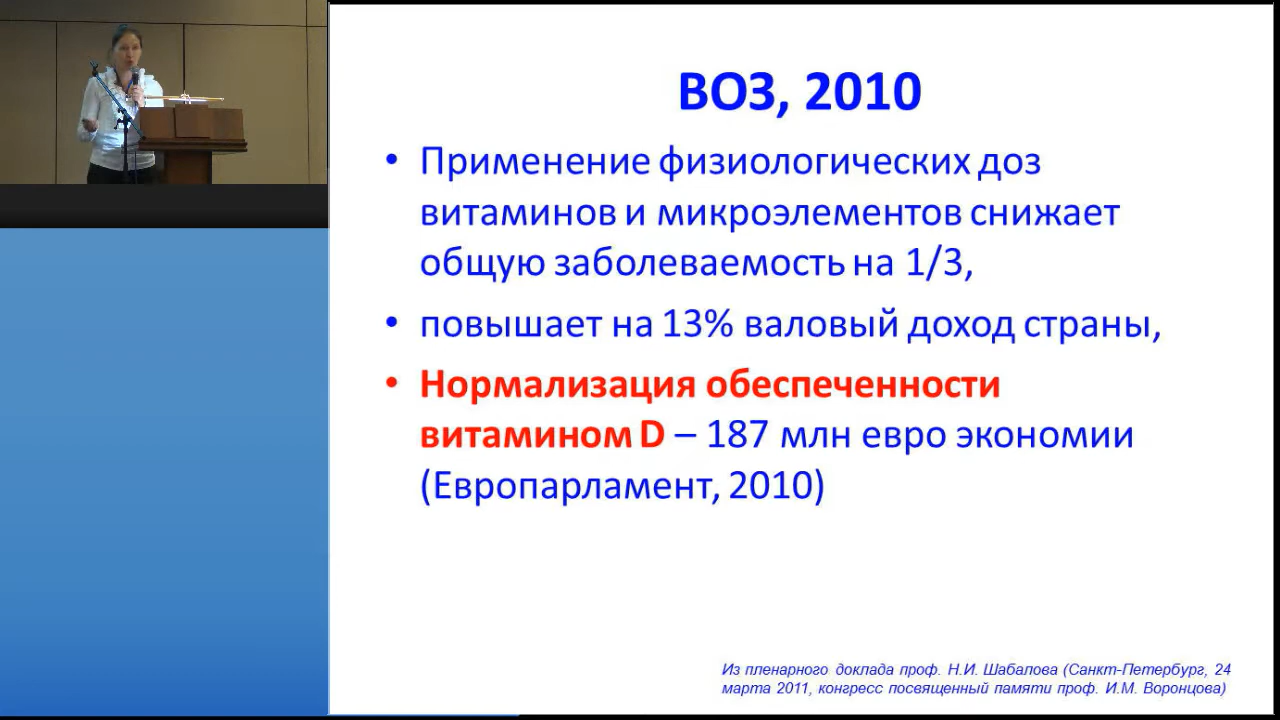 ВОЗ, 2010
• Применение физиологических доз
витаминов и микроэлементов снижает
общую заболеваемость на 1/3,
• повышает на 13% валовый доход страны,
• Нормализация обеспеченности
витамином D – 187 млн евро экономии
(Европарламент, 2010)
Из пленарного доклада проф. Н.И. Шабалова (Санкт-Петербург, 24
марта 2011, конгресс посвященный памяти проф. И.М. Воронцова)